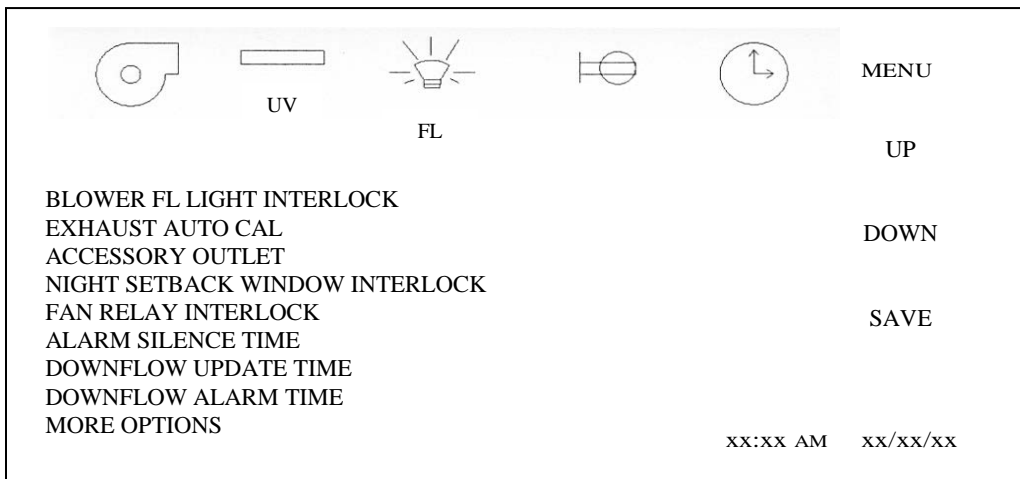 MENU
UV
FL
UP
BLOWER FL LIGHT INTERLOCK
EXHAUST AUTO CAL
DOWN
ACCESSORY OUTLET
NIGHT SETBACK WINDOW INTERLOCK
FAN RELAY INTERLOCK
SAVE
ALARM SILENCE TIME
DOWNFLOW UPDATE TIME
DOWNFLOW ALARM TIME
MORE OPTIONS
xx:xx AM xx/xx/xx